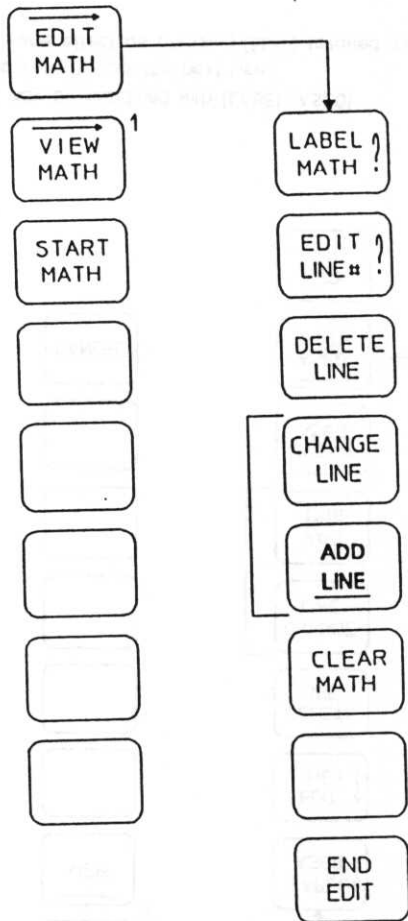 EDIT
MATH
VIEW
MATH
1
START
MATH
LABEL ?
MATH
EDIT ?
LINE #
DELETE
LINE
CHANGE
LINE
ADD
LINE
CLEAR
MATH
END
EDIT